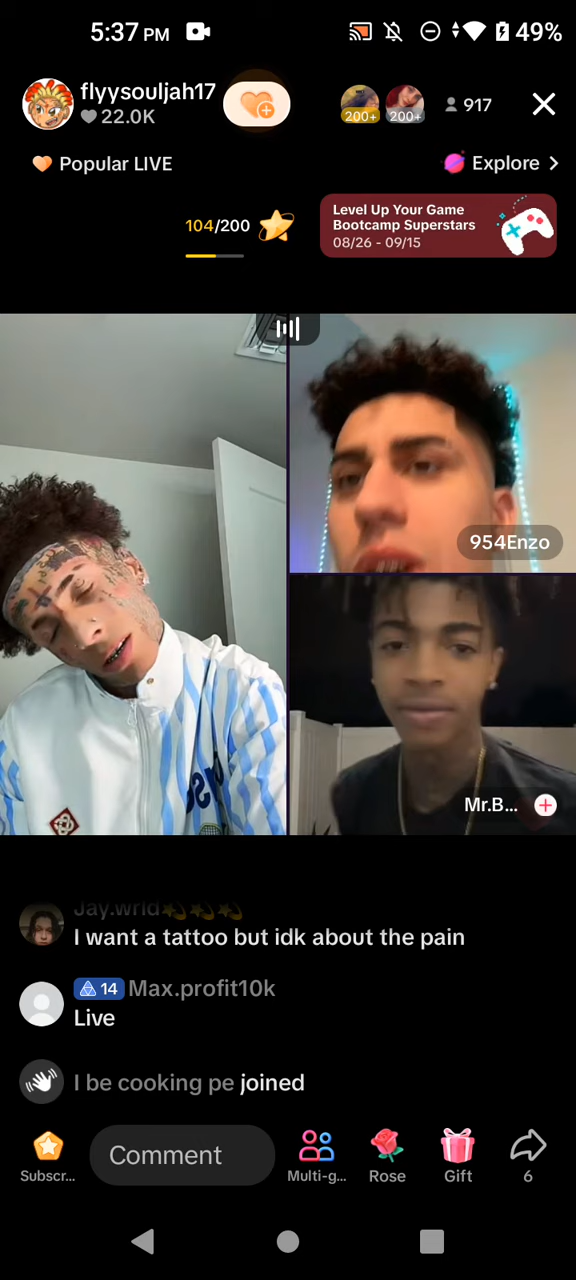 5:37 PM
49%
flyysouljah17
22.0K
200+
200+
917
Popular LIVE
Explore >
104/200
Level Up Your Game
Bootcamp Superstars
08/26 - 09/15
954Enzo
Mr.B...
Jay.wrld
I want a tattoo but idk about the pain
14 Max.profit10k
Live
I be cooking pe joined
Comment
Subscr...
Multi-g...
Rose
Gift
6